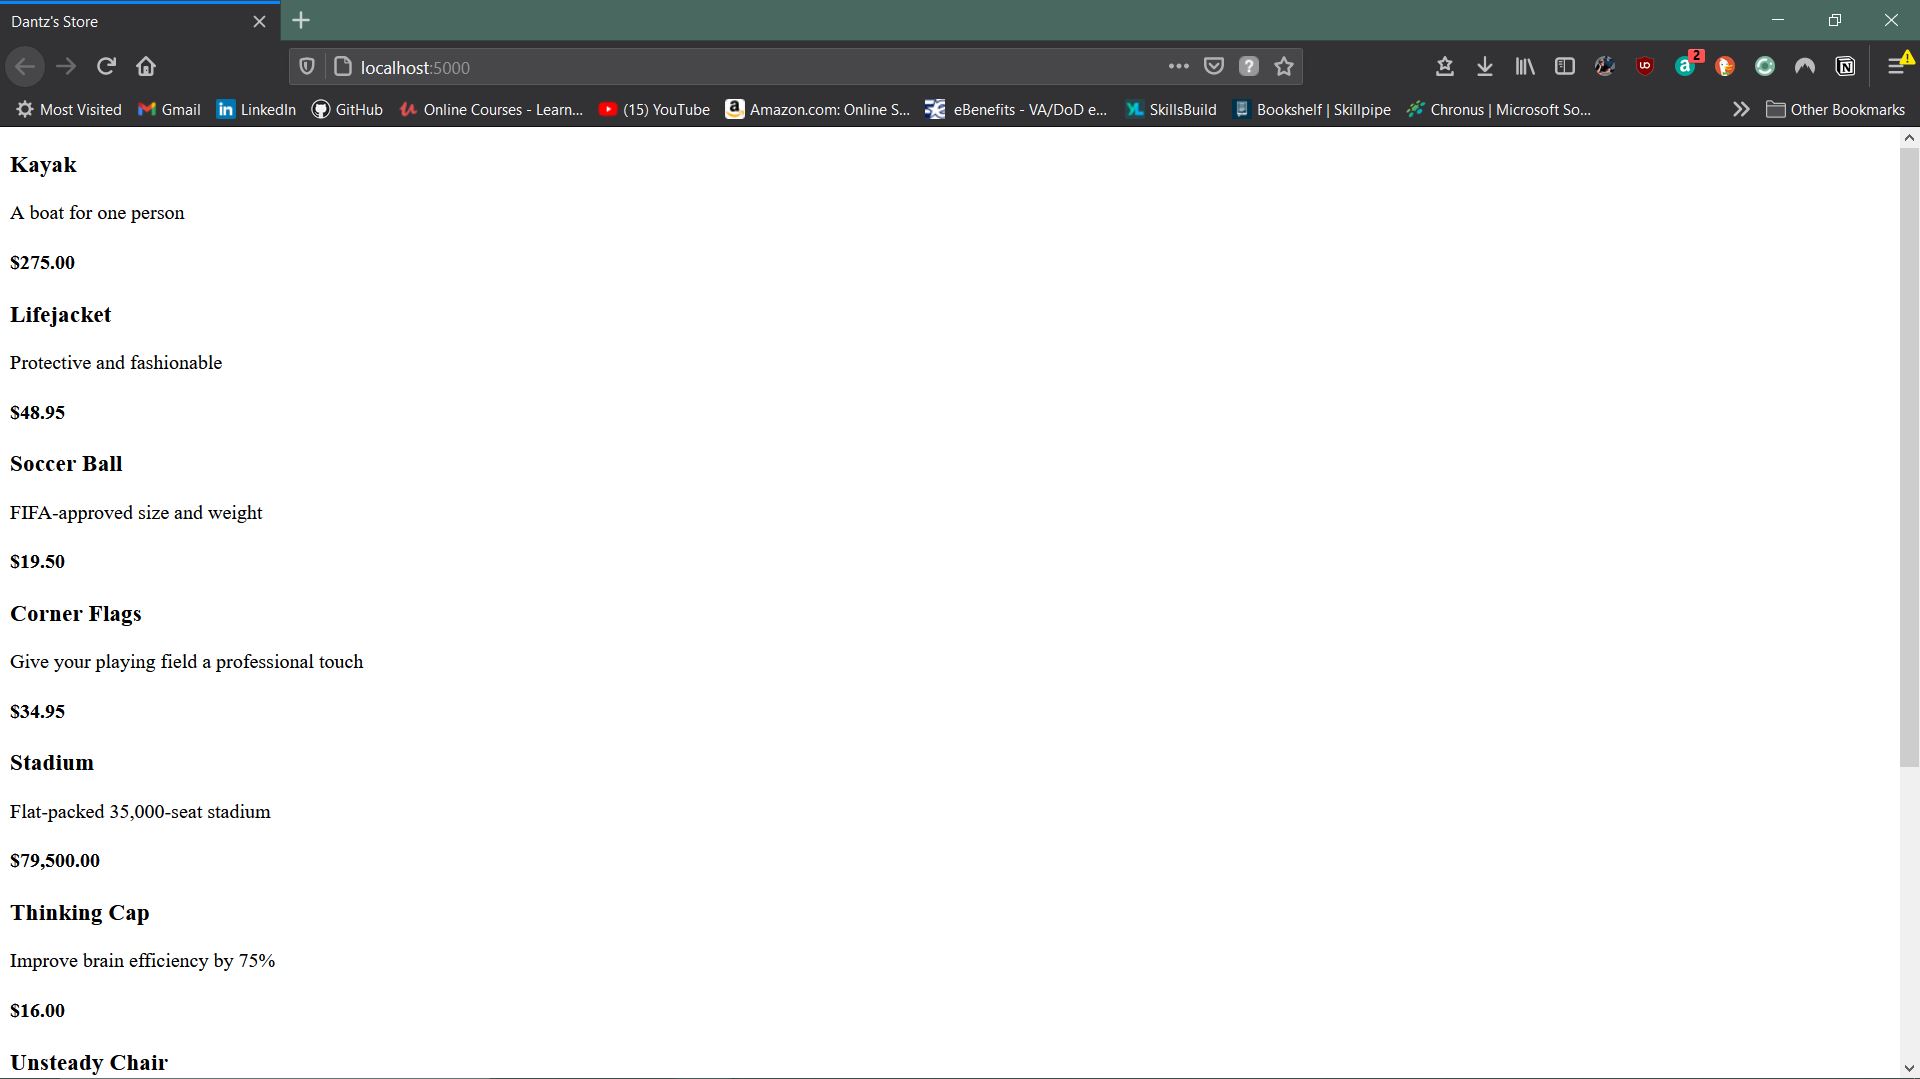 Dantz's Store
localhost:5000
2
Most Visited Gmail LinkedIn GitHub Online Courses - Learn... (15) YouTube Amazon.com: Online S... eBenefits - VA/DoD e... SkillsBuild Bookshelf | Skillpipe Chronus | Microsoft So... Other Bookmarks
Kayak
A boat for one person
$275.00
Lifejacket
Protective and fashionable
$48.95
Soccer Ball
FIFA-approved size and weight
$19.50
Corner Flags
Give your playing field a professional touch
$34.95
Stadium
Flat-packed 35,000-seat stadium
$79,500.00
Thinking Cap
Improve brain efficiency by 75%
$16.00
Unsteady Chair